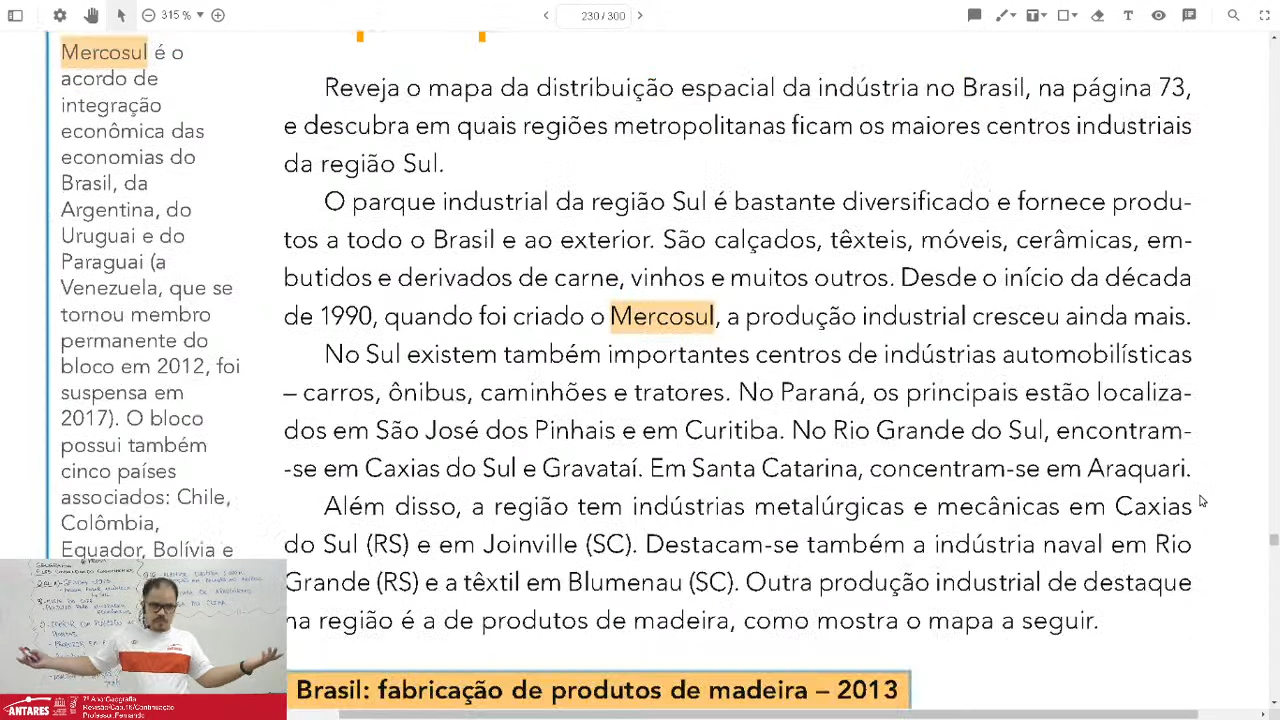 315 %
230 / 300
Mercosul é o
acordo de
integração
econômica das
economias do
Brasil, da
Argentina, do
Uruguai e do
Paraguai (a
Venezuela, que se
tornou membro
permanente do
bloco em 2012, foi
suspensa em
2017). O bloco
possui também
cinco países
associados: Chile,
Colômbia,
Equador, Bolívia e
Reveja o mapa da distribuição espacial da indústria no Brasil, na página 73,
e descubra em quais regiões metropolitanas ficam os maiores centros industriais
da região Sul.
O parque industrial da região Sul é bastante diversificado e fornece produ-
tos a todo o Brasil e ao exterior. São calçados, têxteis, móveis, cerâmicas, em-
butidos e derivados de carne, vinhos e muitos outros. Desde o início da década
de 1990, quando foi criado o Mercosul, a produção industrial cresceu ainda mais.
No Sul existem também importantes centros de indústrias automobilísticas
– carros, ônibus, caminhões e tratores. No Paraná, os principais estão localiza-
dos em São José dos Pinhais e em Curitiba. No Rio Grande do Sul, encontram-
-se em Caxias do Sul e Gravataí. Em Santa Catarina, concentram-se em Araquari.
Além disso, a região tem indústrias metalúrgicas e mecânicas em Caxias
do Sul (RS) e em Joinville (SC). Destacam-se também a indústria naval em Rio
Grande (RS) e a têxtil em Blumenau (SC). Outra produção industrial de destaque
na região é a de produtos de madeira, como mostra o mapa a seguir.
Brasil: fabricação de produtos de madeira – 2013
ANTARES
7º Ano/Geografia
Revisão/Cap.16/Continuação
Professor:Fernando